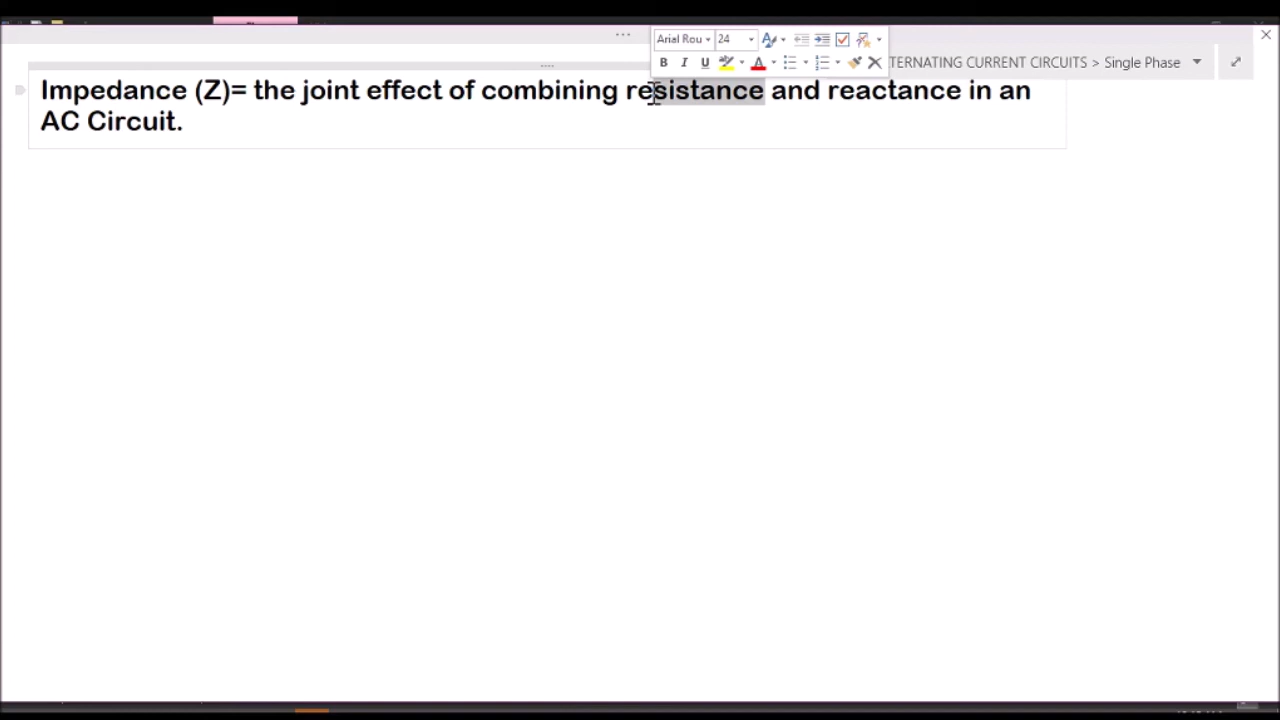 Arial Rou 24
B I U
TERNATING CURRENT CIRCUITS > Single Phase
Impedance (Z)= the joint effect of combining resistance and reactance in an
AC Circuit.